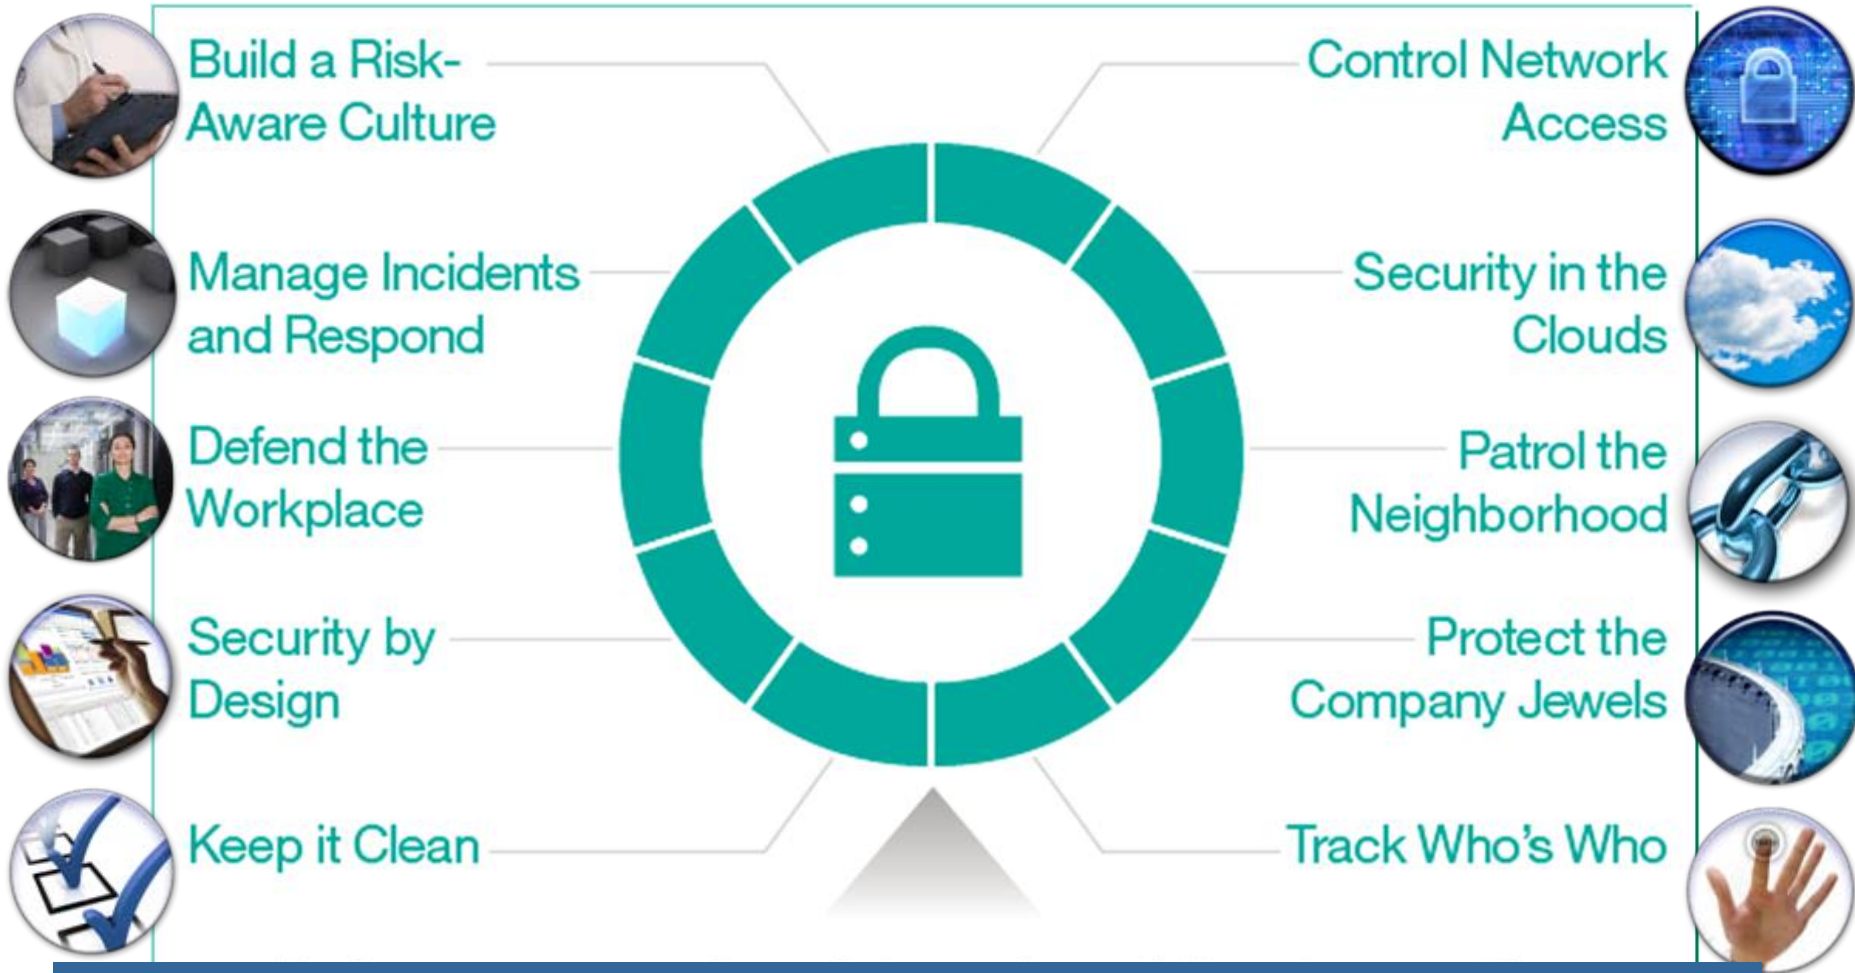 Build a Risk-
Aware Culture
Manage Incidents
and Respond
Defend the
Workplace
Security by
Design
Keep it Clean
Control Network
Access
Security in the
Clouds
Patrol the
Neighborhood
Protect the
Company Jewels
Track Who's Who